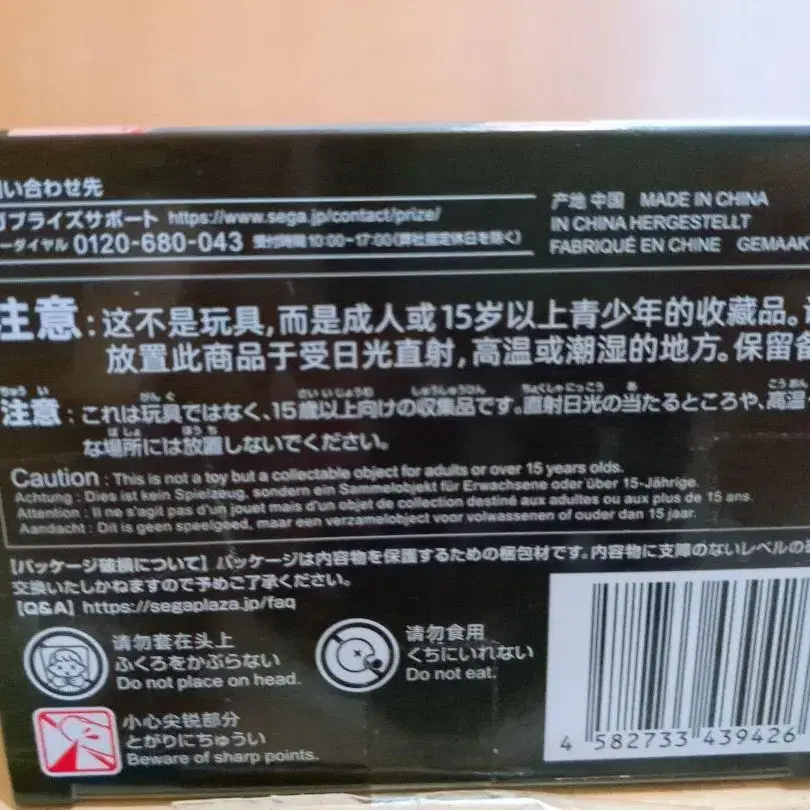 い合わせ先
プライズサポート https://www.sega.jp/contact/prize/
ーダイヤル 0120-680-043 受付時間 10:00~17:00(弊社指定休日を除く)
产地 中国 MADE IN CHINA
IN CHINA HERGESTELLT
FABRIQUÉ EN CHINE GEMAAK
注意:这不是玩具,而是成人或15岁以上青少年的收藏品。
放置此商品于受日光直射,高温或潮湿的地方。保留
注意:これは玩具ではなく、15歳以上向けの収集品です。直射日光の当たるところや、高温
な場所には放置しないでください。
Caution : This is not a toy but a collectable object for adults or over 15 years olds.
Achtung : Dies ist kein Spielzeug, sondern ein Sammelobjekt für Erwachsene oder über 15-Jährige.
Attention : Il ne s'agit pas d'un jouet mais d'un objet de collection destiné aux adultes ou aux plus de 15 ans.
Aandacht : Dit is geen speelgeed, maar een verzamelobject voor volwassenen of ouder dan 15 jaar.
【パッケージ破損について】パッケージは内容物を保護するための梱包材です。内容物に支障のないレベルの
交換いたしかねますので予めご了承ください。
【Q&A】https://segaplaza.jp/faq
请勿套在头上
ふくろをかぶらない
Do not place on head.
请勿食用
くちにいれない
Do not eat.
小心尖锐部分
とがりにちゅうい
Beware of sharp points.
4 582733 439426